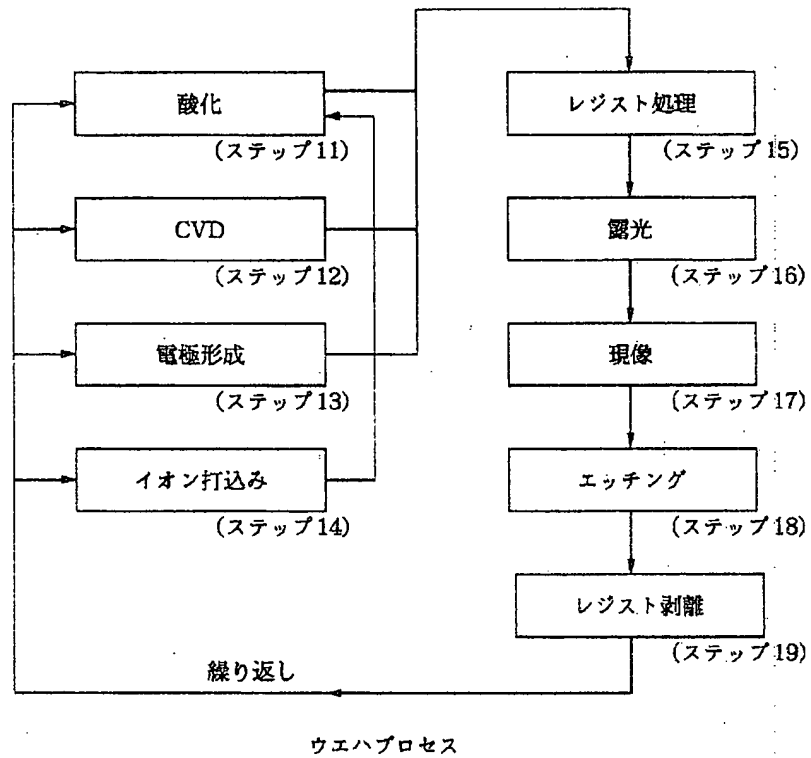 酸化
(ステップ11)
CVD
(ステップ12)
電極形成
(ステップ13)
イオン打込み
(ステップ14)
レジスト処理
(ステップ15)
露光
(ステップ16)
現像
(ステップ17)
エッチング
(ステップ18)
レジスト剥離
(ステップ19)
繰り返し
ウエハプロセス